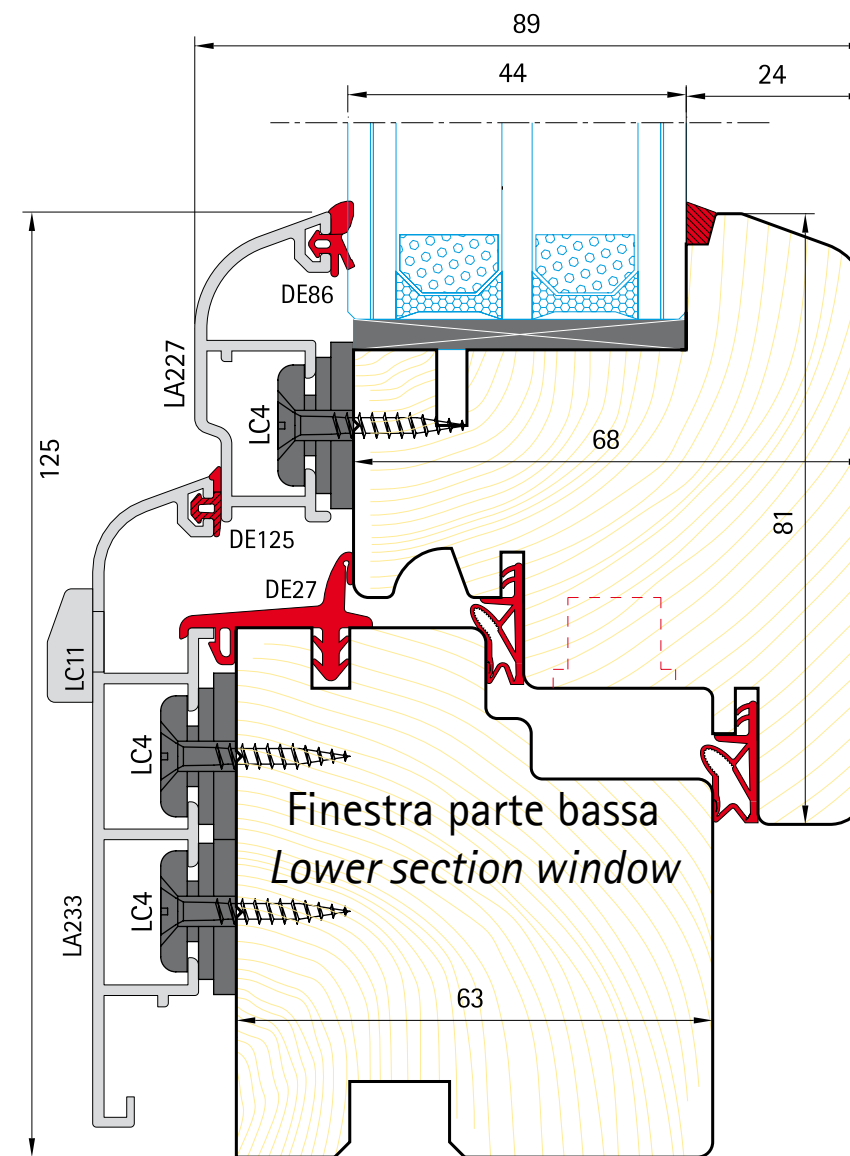 89
44
24
DE86
LA227
LC4
125
68
81
DE125
DE27
LC11
LC4
Finestra parte bassa
Lower section window
LC4
LA233
63